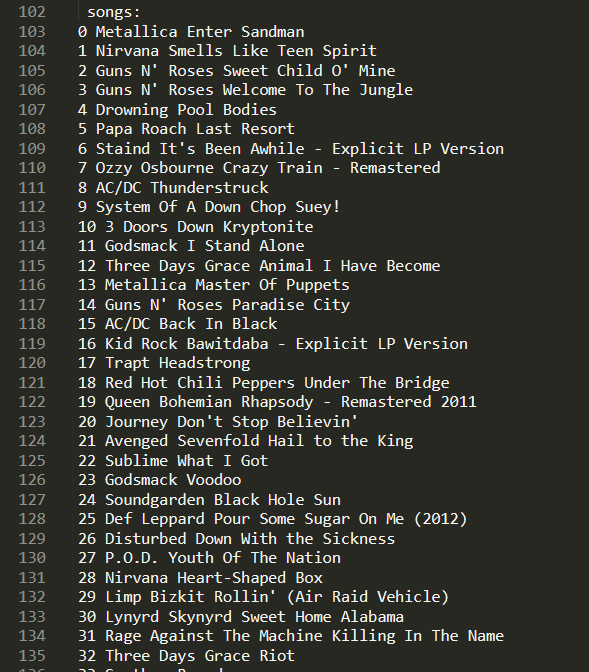 102 songs:
103 0 Metallica Enter Sandman
104 1 Nirvana Smells Like Teen Spirit
105 2 Guns N' Roses Sweet Child O' Mine
106 3 Guns N' Roses Welcome To The Jungle
107 4 Drowning Pool Bodies
108 5 Papa Roach Last Resort
109 6 Staind It's Been Awhile - Explicit LP Version
110 7 Ozzy Osbourne Crazy Train - Remastered
111 8 AC/DC Thunderstruck
112 9 System Of A Down Chop Suey!
113 10 3 Doors Down Kryptonite
114 11 Godsmack I Stand Alone
115 12 Three Days Grace Animal I Have Become
116 13 Metallica Master Of Puppets
117 14 Guns N' Roses Paradise City
118 15 AC/DC Back In Black
119 16 Kid Rock Bawitdaba - Explicit LP Version
120 17 Trapt Headstrong
121 18 Red Hot Chili Peppers Under The Bridge
122 19 Queen Bohemian Rhapsody - Remastered 2011
123 20 Journey Don't Stop Believin'
124 21 Avenged Sevenfold Hail to the King
125 22 Sublime What I Got
126 23 Godsmack Voodoo
127 24 Soundgarden Black Hole Sun
128 25 Def Leppard Pour Some Sugar On Me (2012)
129 26 Disturbed Down With the Sickness
130 27 P.O.D. Youth Of The Nation
131 28 Nirvana Heart-Shaped Box
132 29 Limp Bizkit Rollin' (Air Raid Vehicle)
133 30 Lynyrd Skynyrd Sweet Home Alabama
134 31 Rage Against The Machine Killing In The Name
135 32 Three Days Grace Riot